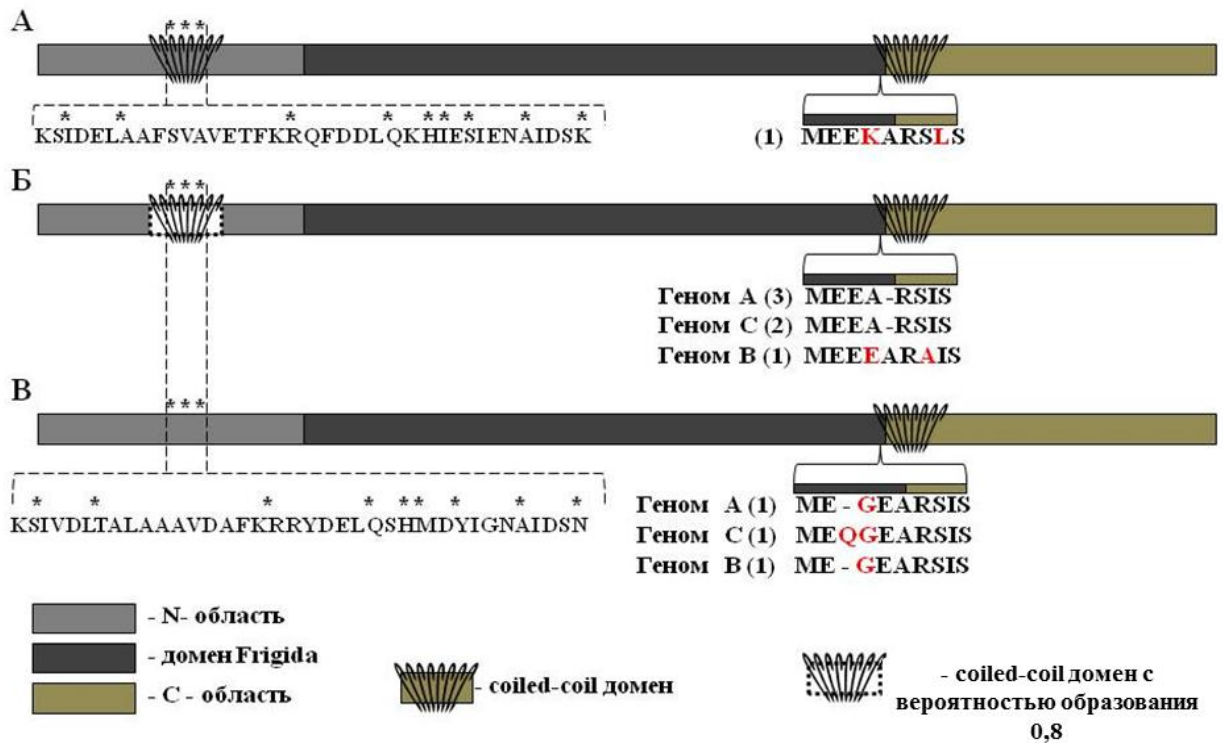 А
* * *
* * * * * * * * *
KSIDELAAFSVAVETFKRQFDDLQKHIESIENAIDSK
(1) MEEKARSLS
Б
* * *
Геном А (3) MEEA-RSIS
Геном С (2) MEEA-RSIS
Геном В (1) MEEEARAIS
В
* * *
* * * * * * * * *
KSIVDLTALAAAVDAFKRRYDELQSHMDYIGNAIDSN
Геном А (1) ME-GEARSIS
Геном С (1) MEQGEARSIS
Геном В (1) ME-GEARSIS
- N- область
- домен Frigida
- С - область
- coiled-coil домен
- coiled-coil домен с
вероятностью образования
0,8